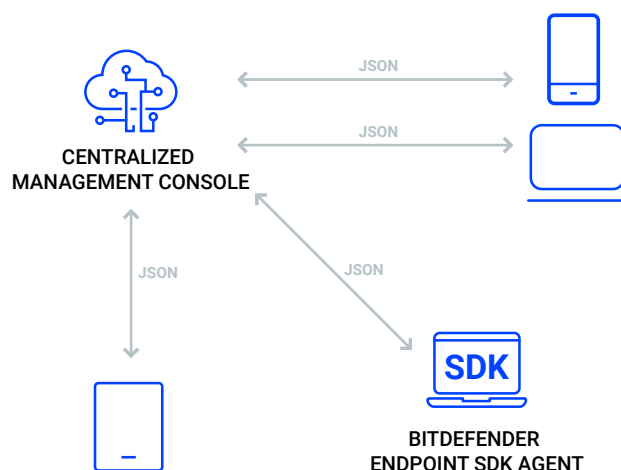 JSON
JSON
CENTRALIZED
MANAGEMENT CONSOLE
JSON
JSON
SDK
BITDEFENDER
ENDPOINT SDK AGENT